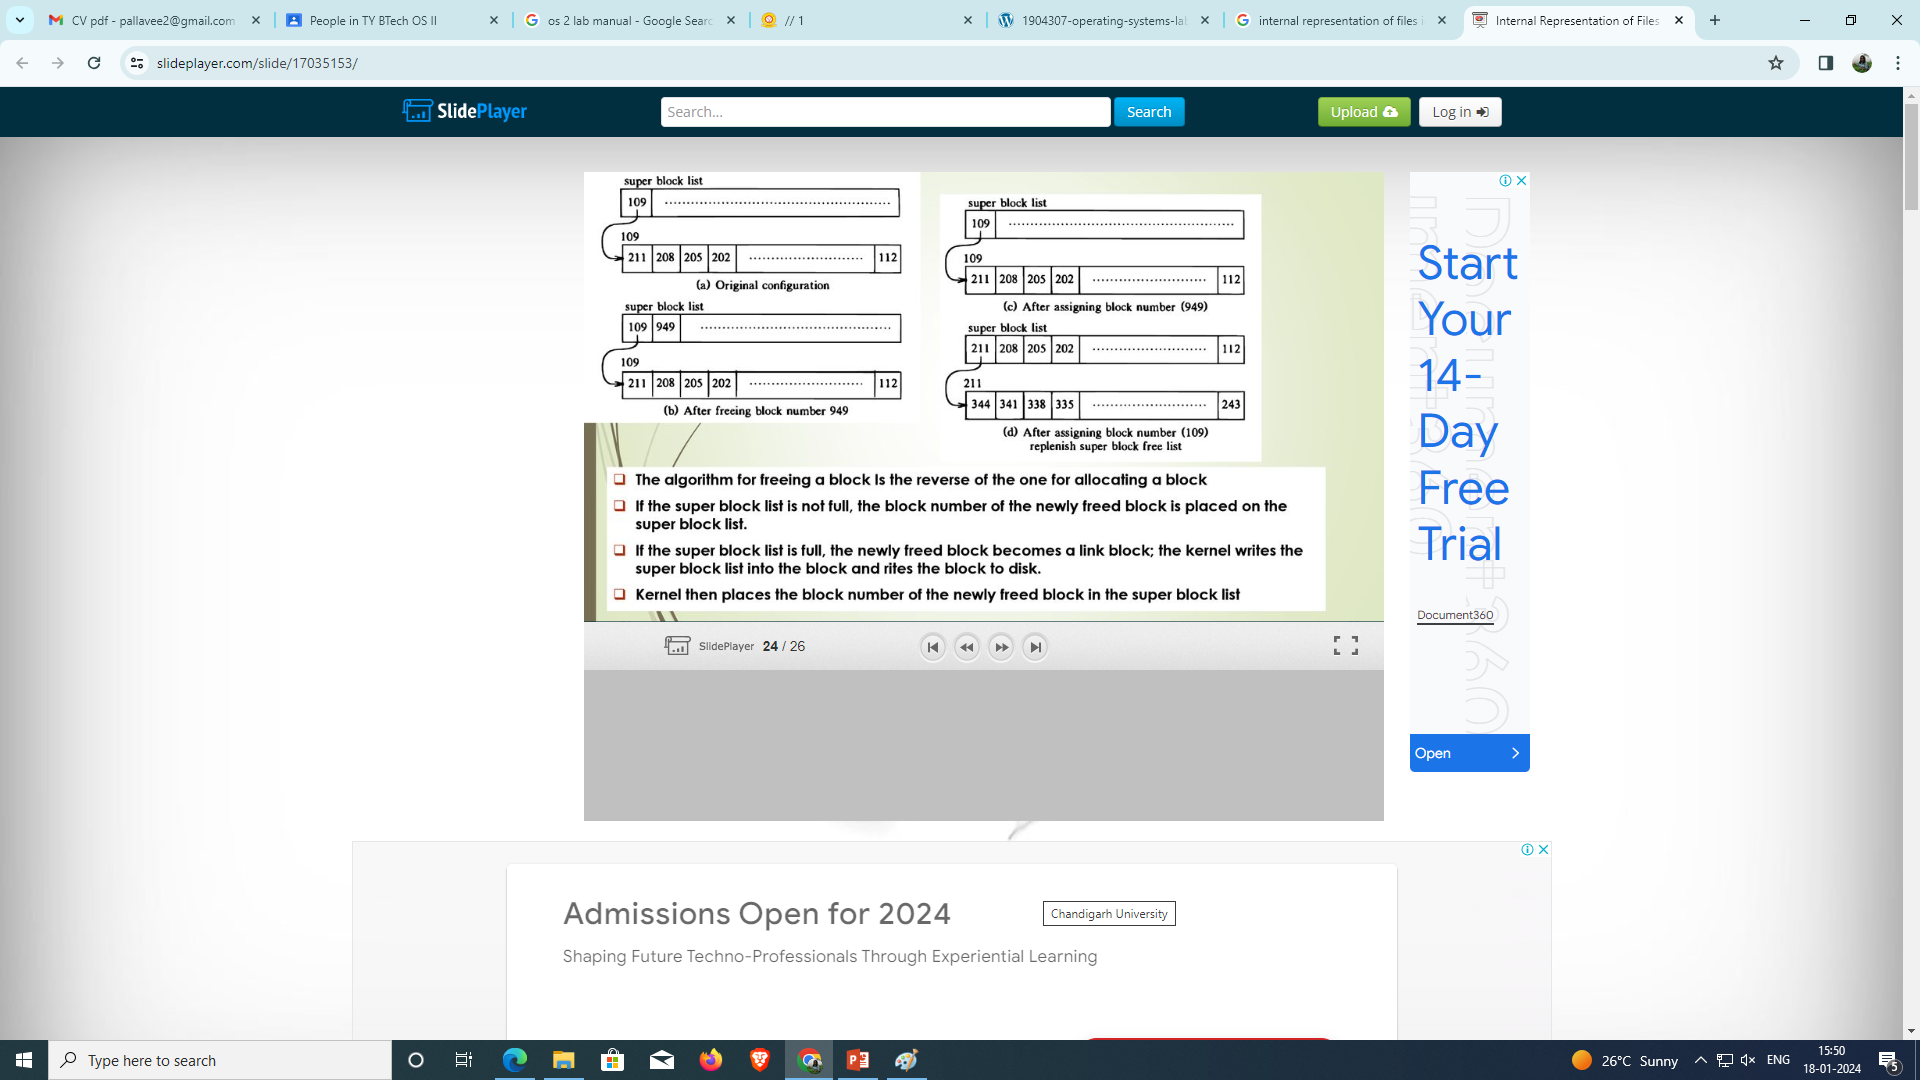 CV pdf - pallavee2@gmail.com
People in TY BTech OS II
os 2 lab manual - Google Searc
// 1
1904307-operating-systems-la
internal representation of files i
Internal Representation of Files
slideplayer.com/slide/17035153/
SlidePlayer
Search...
Search
Upload
Log in
super block list
109
109
211 208 205 202 112
(a) Original configuration
super block list
109 949
109
211 208 205 202 112
(b) After freeing block number 949
super block list
109
109
211 208 205 202 112
(c) After assigning block number (949)
super block list
211 208 205 202 112
211
344 341 338 335 243
(d) After assigning block number (109)
replenish super block free list
The algorithm for freeing a block Is the reverse of the one for allocating a block
If the super block list is not full, the block number of the newly freed block is placed on the
super block list.
If the super block list is full, the newly freed block becomes a link block; the kernel writes the
super block list into the block and rites the block to disk.
Kernel then places the block number of the newly freed block in the super block list
SlidePlayer 24 / 26
Start
Your
14-
Day
Free
Trial
Document360
Open
Admissions Open for 2024
Chandigarh University
Shaping Future Techno-Professionals Through Experiential Learning
Type here to search
26°C Sunny
ENG
15:50
18-01-2024
5